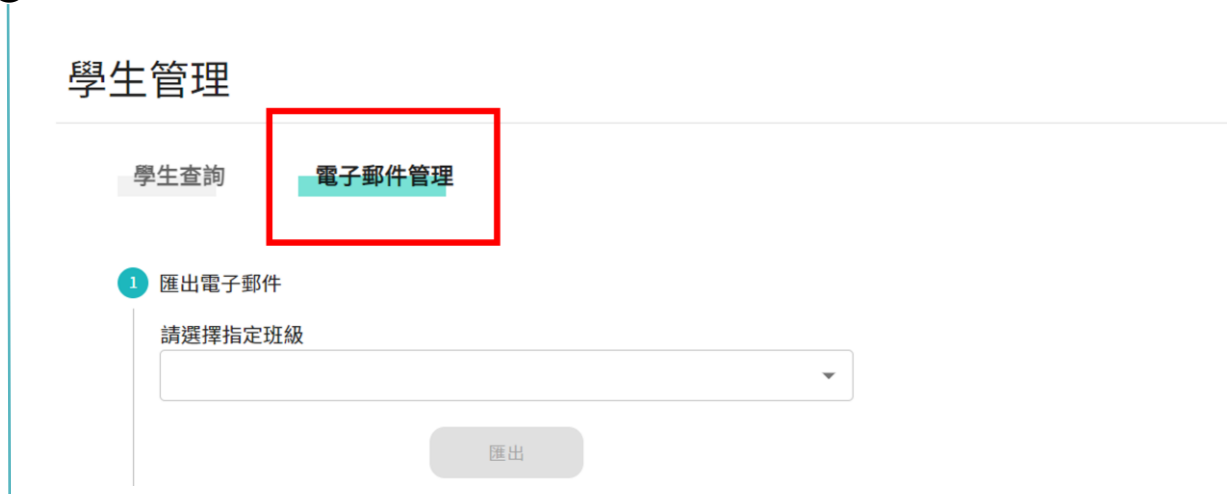 學生管理
學生查詢 電子郵件管理
1 匯出電子郵件
請選擇指定班級
匯出